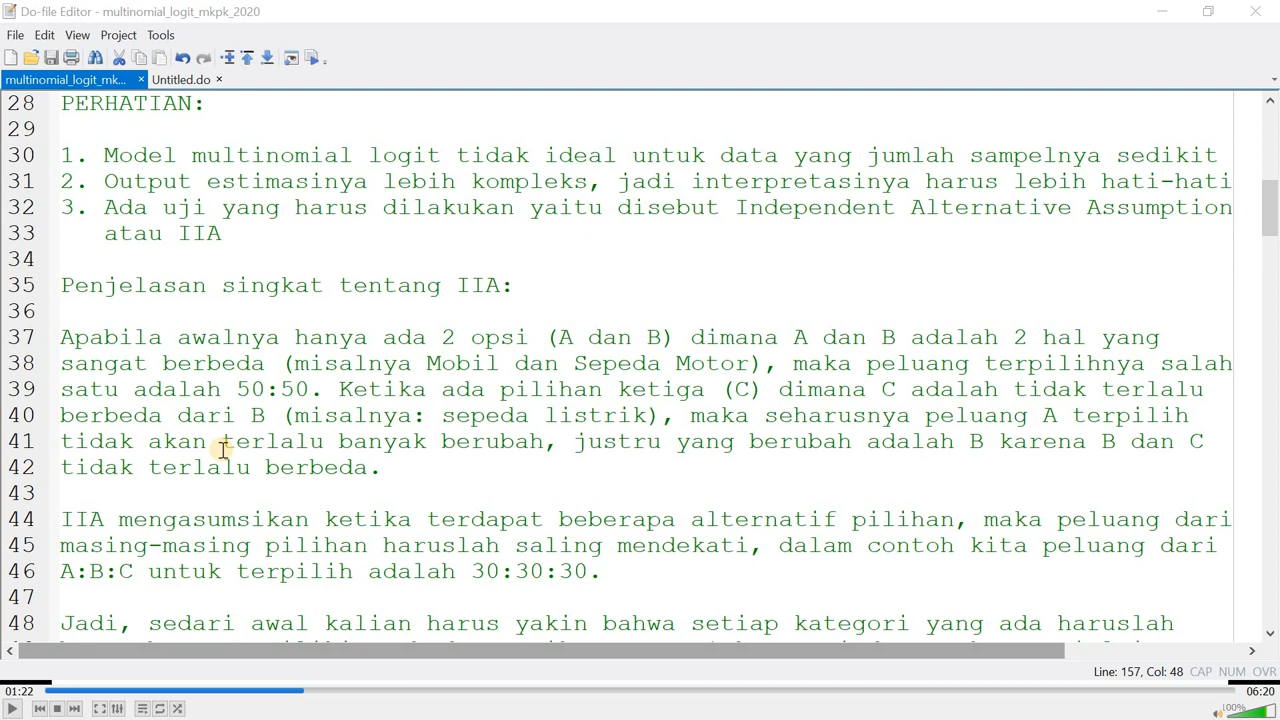 Do-file Editor - multinomial_logit_mkpk_2020
File Edit View Project Tools
multinomial_logit_mk... × Untitled.do ×
28 PERHATIAN:
29
30 1. Model multinomial logit tidak ideal untuk data yang jumlah sampelnya sedikit
31 2. Output estimasinya lebih kompleks, jadi interpretasinya harus lebih hati-hati
32 3. Ada uji yang harus dilakukan yaitu disebut Independent Alternative Assumption
33 atau IIA
34
35 Penjelasan singkat tentang IIA:
36
37 Apabila awalnya hanya ada 2 opsi (A dan B) dimana A dan B adalah 2 hal yang
38 sangat berbeda (misalnya Mobil dan Sepeda Motor), maka peluang terpilihnya salah
39 satu adalah 50:50. Ketika ada pilihan ketiga (C) dimana C adalah tidak terlalu
40 berbeda dari B (misalnya: sepeda listrik), maka seharusnya peluang A terpilih
41 tidak akan terlalu banyak berubah, justru yang berubah adalah B karena B dan C
42 tidak terlalu berbeda.
43
44 IIA mengasumsikan ketika terdapat beberapa alternatif pilihan, maka peluang dari
45 masing-masing pilihan haruslah saling mendekati, dalam contoh kita peluang dari
46 A:B:C untuk terpilih adalah 30:30:30.
47
48 Jadi, sedari awal kalian harus yakin bahwa setiap kategori yang ada haruslah
Line: 157, Col: 48 CAP NUM OVR
01:22 06:20
100%